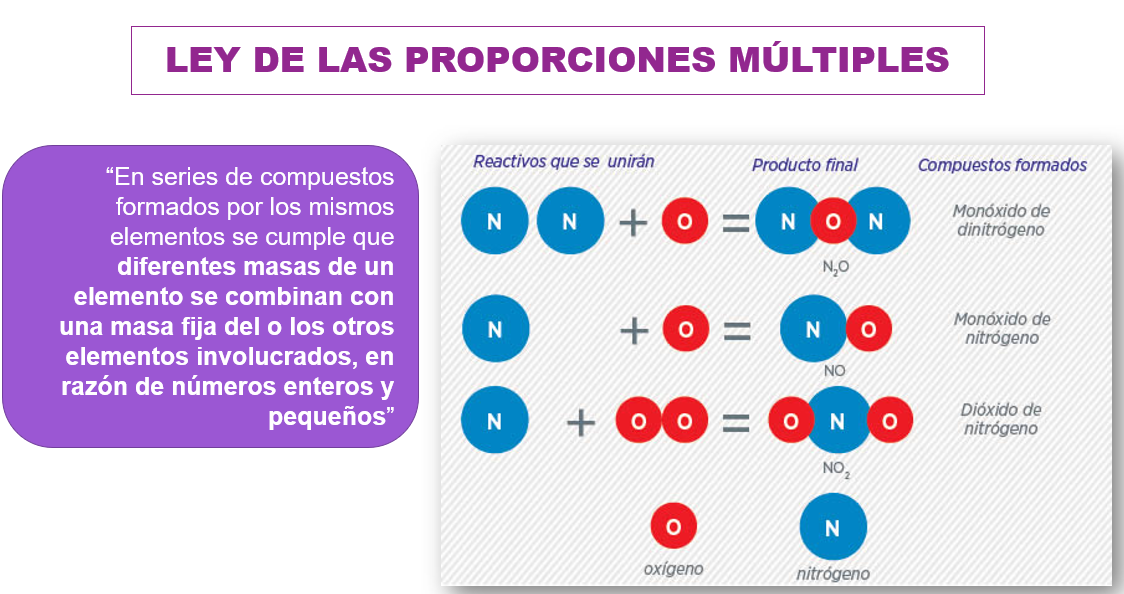 LEY DE LAS PROPORCIONES MÚLTIPLES
“En series de compuestos
formados por los mismos
elementos se cumple que
diferentes masas de un
elemento se combinan con
una masa fija del o los otros
elementos involucrados, en
razón de números enteros y
pequeños”
Reactivos que se unirán Producto final Compuestos formados
N N + O = N O N Monóxido de
dinitrógeno
N₂O
N + O = N O Monóxido de
nitrógeno
NO
N + O O = O N O Dióxido de
nitrógeno
NO₂
O N
oxígeno nitrógeno